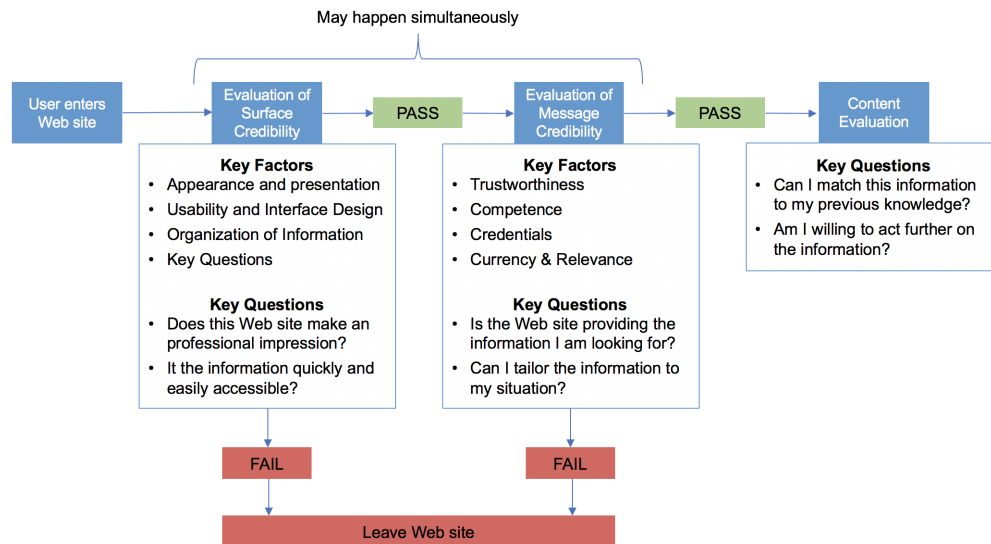 May happen simultaneously
User enters
Web site
Evaluation of
Surface
Credibility
PASS
Evaluation of
Message
Credibility
PASS
Content
Evaluation
Key Factors
• Appearance and presentation
• Usability and Interface Design
• Organization of Information
• Key Questions
Key Questions
• Does this Web site make an
professional impression?
• It the information quickly and
easily accessible?
Key Factors
• Trustworthiness
• Competence
• Credentials
• Currency & Relevance
Key Questions
• Is the Web site providing the
information I am looking for?
• Can I tailor the information to
my situation?
Key Questions
• Can I match this information
to my previous knowledge?
• Am I willing to act further on
the information?
FAIL
FAIL
Leave Web site